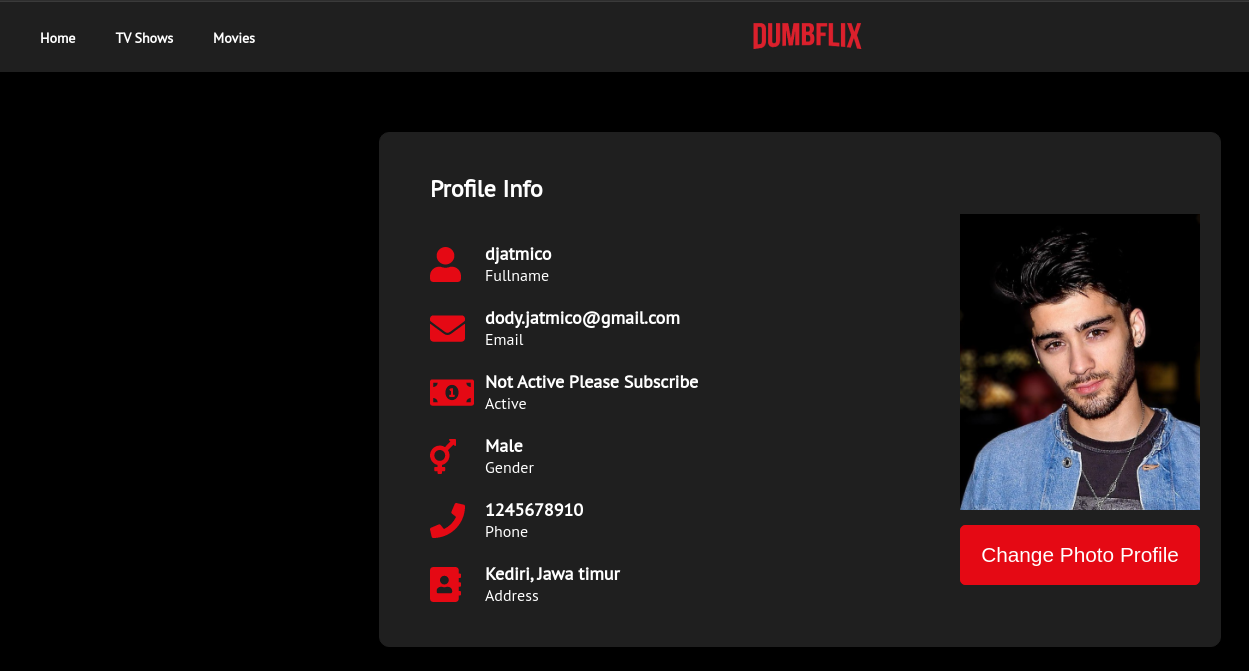 Home TV Shows Movies DUMBFLIX
Profile Info
djatmico
Fullname
dody.jatmico@gmail.com
Email
1
Not Active Please Subscribe
Active
Male
Gender
1245678910
Phone
Kediri, Jawa timur
Address
Change Photo Profile